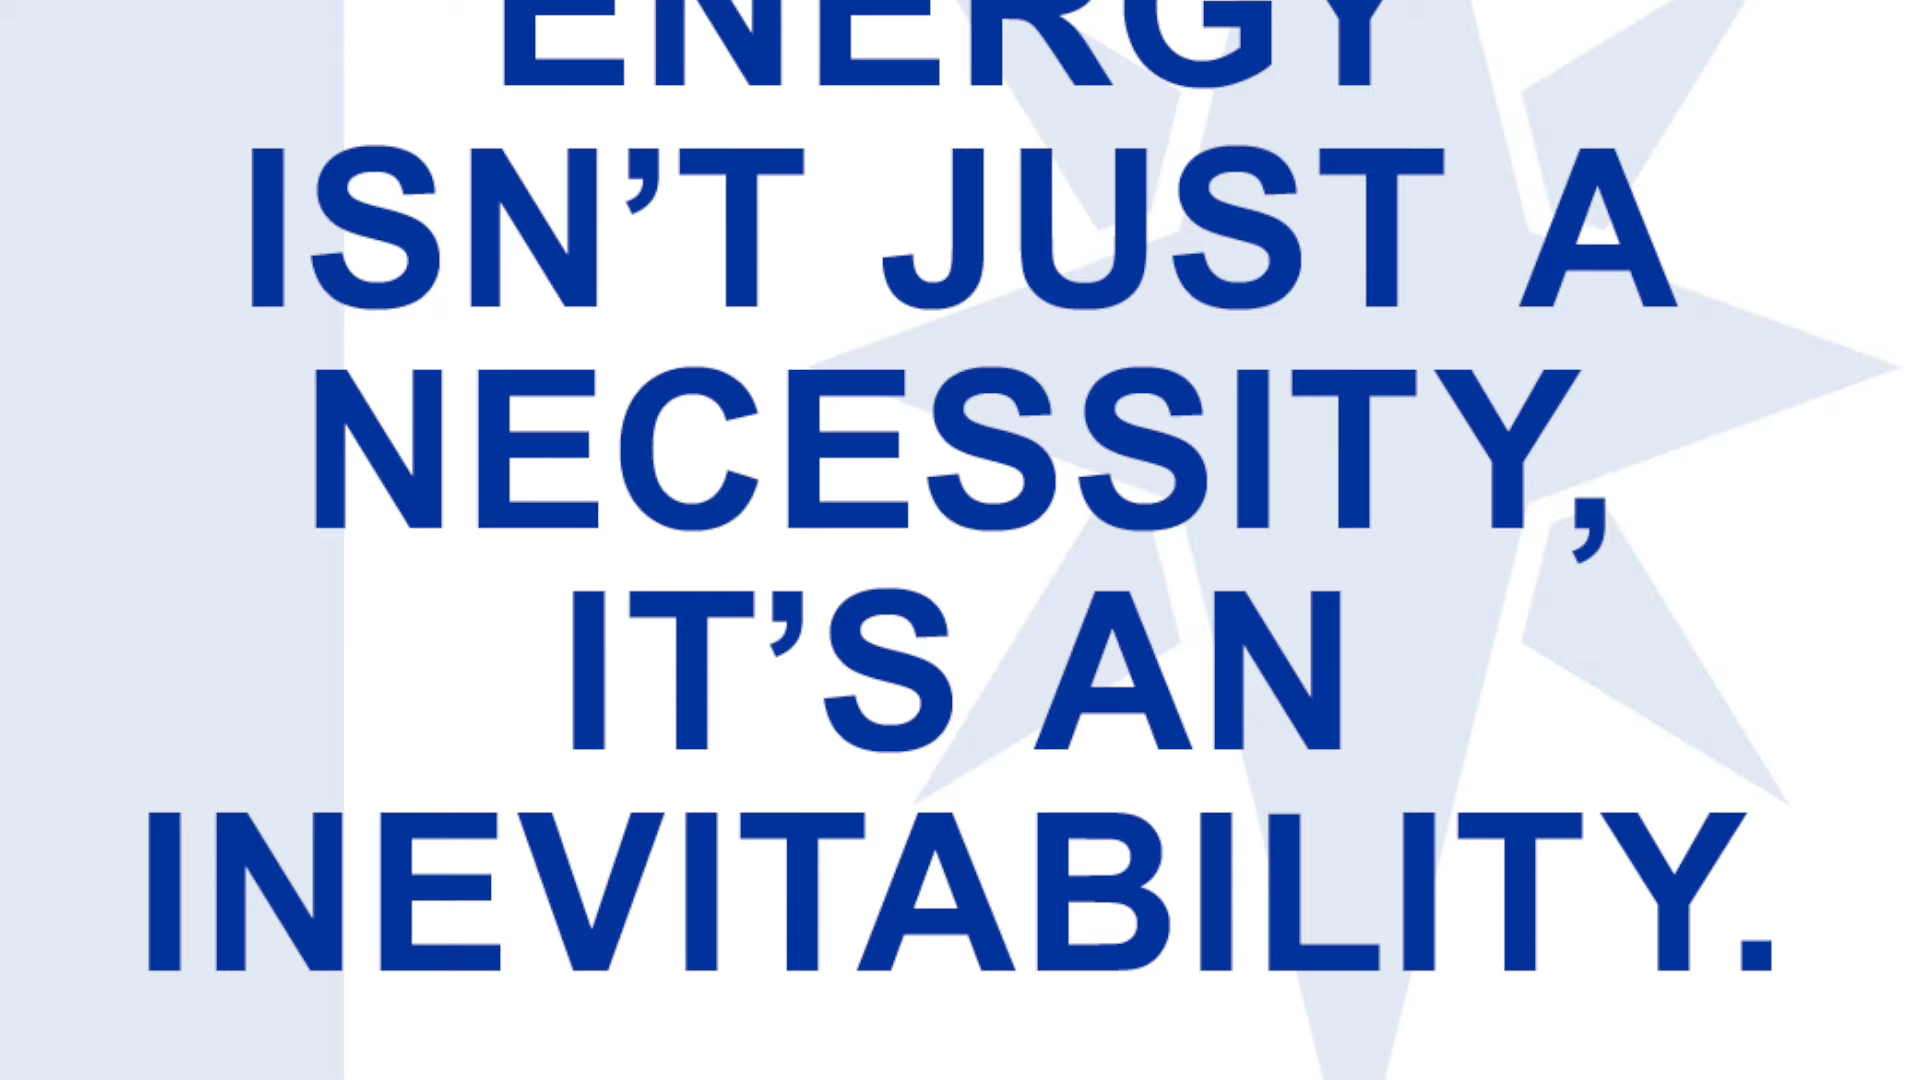 ENERGY
ISN’T JUST A
NECESSITY,
IT’S AN
INEVITABILITY.